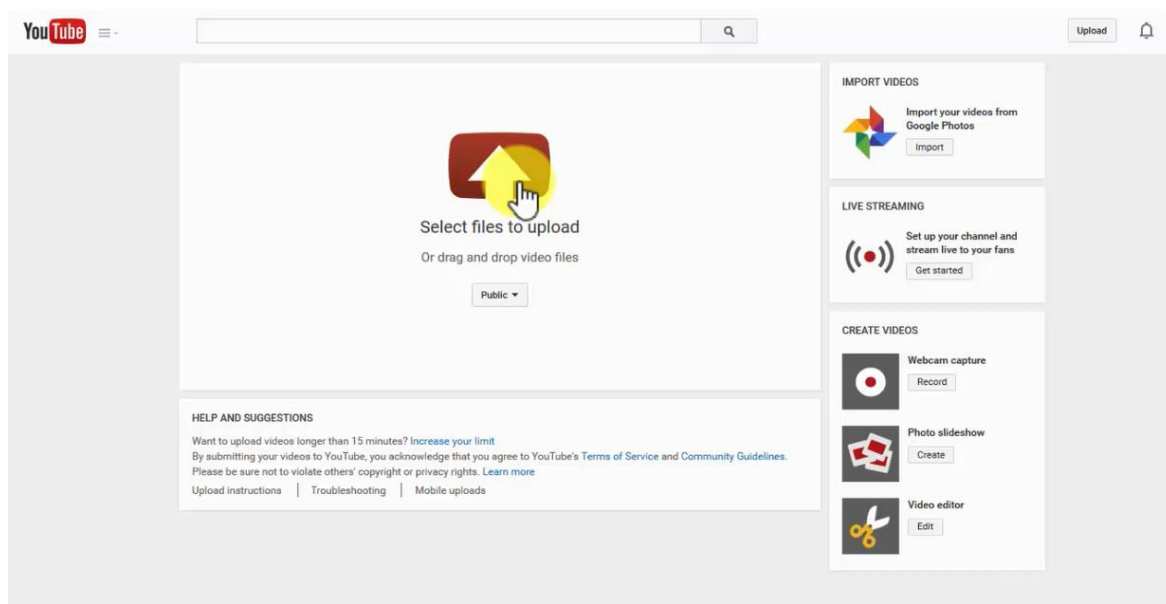 YouTube
Upload
Select files to upload
Or drag and drop video files
Public
HELP AND SUGGESTIONS
Want to upload videos longer than 15 minutes? Increase your limit
By submitting your videos to YouTube, you acknowledge that you agree to YouTube's Terms of Service and Community Guidelines.
Please be sure not to violate others' copyright or privacy rights. Learn more
Upload instructions | Troubleshooting | Mobile uploads
IMPORT VIDEOS
Import your videos from
Google Photos
Import
LIVE STREAMING
Set up your channel and
stream live to your fans
Get started
CREATE VIDEOS
Webcam capture
Record
Photo slideshow
Create
Video editor
Edit